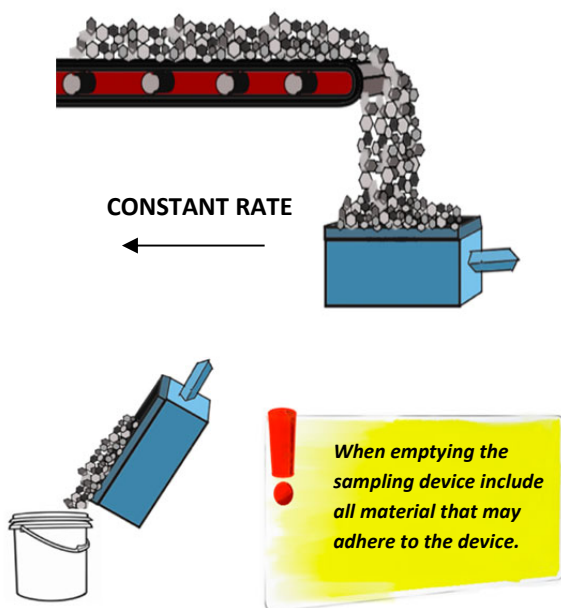 CONSTANT RATE
When emptying the
sampling device include
all material that may
adhere to the device.